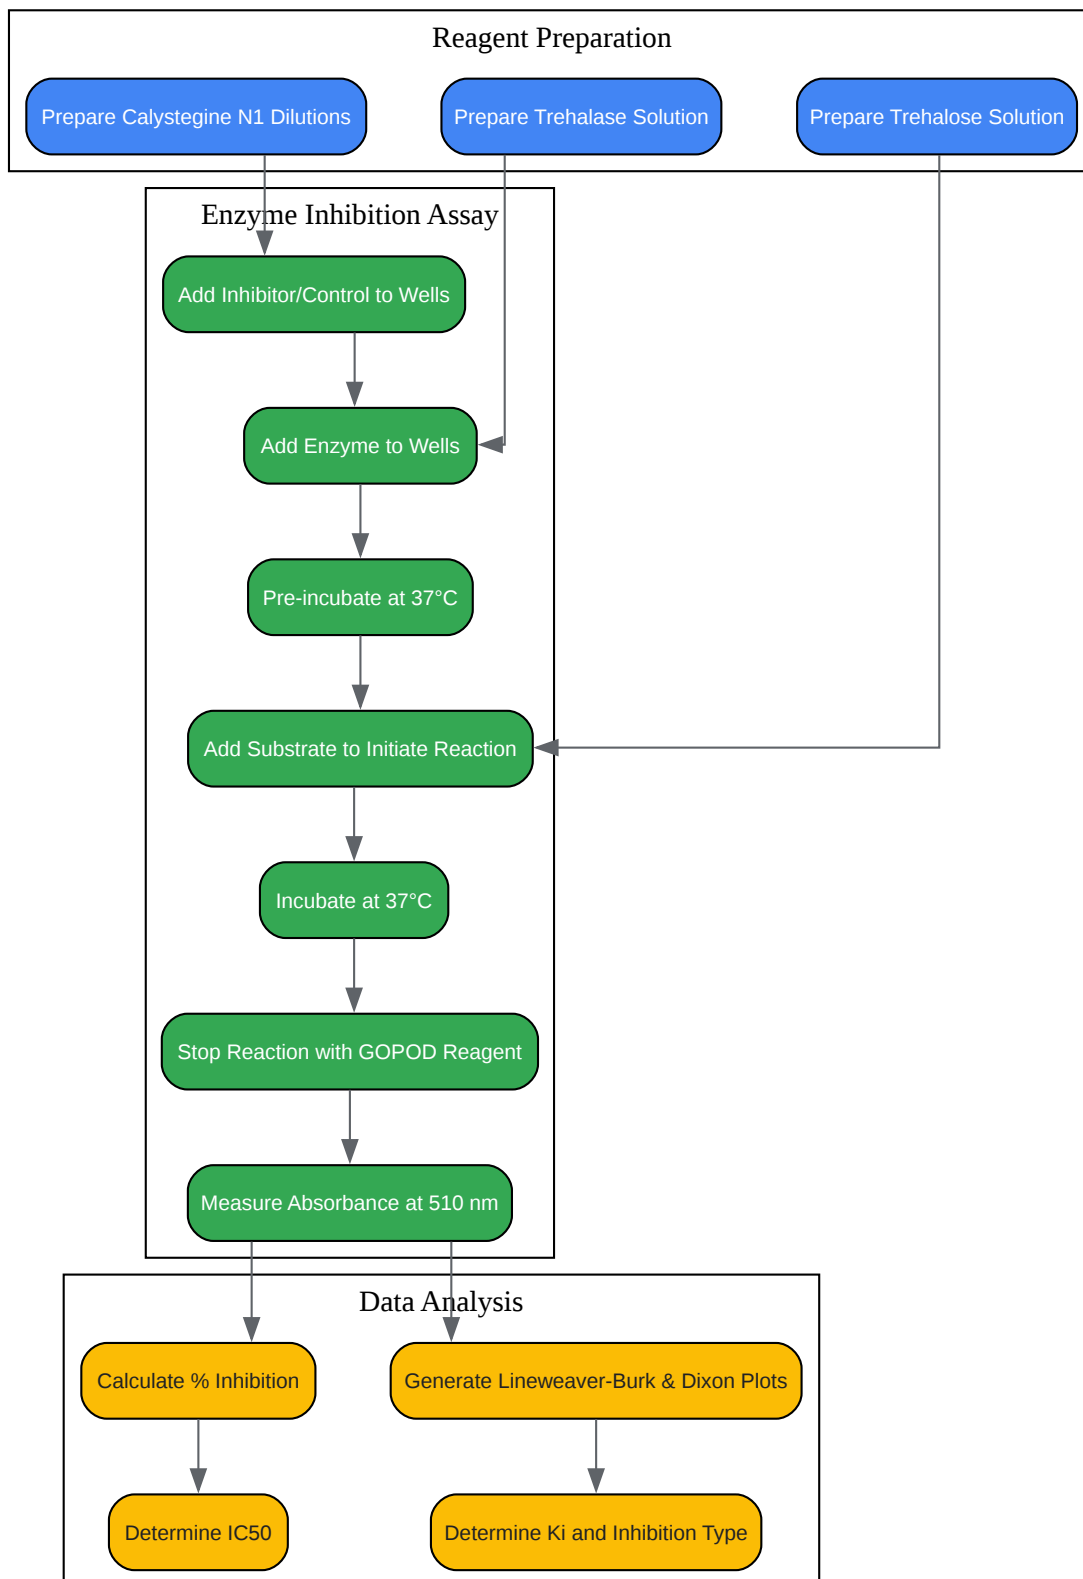 Reagent Preparation
Prepare Calystegine N1 Dilutions
Prepare Trehalase Solution
Prepare Trehalose Solution
Enzyme Inhibition Assay
Add Inhibitor/Control to Wells
Add Enzyme to Wells
Pre-incubate at 37°C
Add Substrate to Initiate Reaction
Incubate at 37°C
Stop Reaction with GOPOD Reagent
Measure Absorbance at 510 nm
Data Analysis
Calculate % Inhibition
Generate Lineweaver-Burk & Dixon Plots
Determine IC50
Determine Ki and Inhibition Type